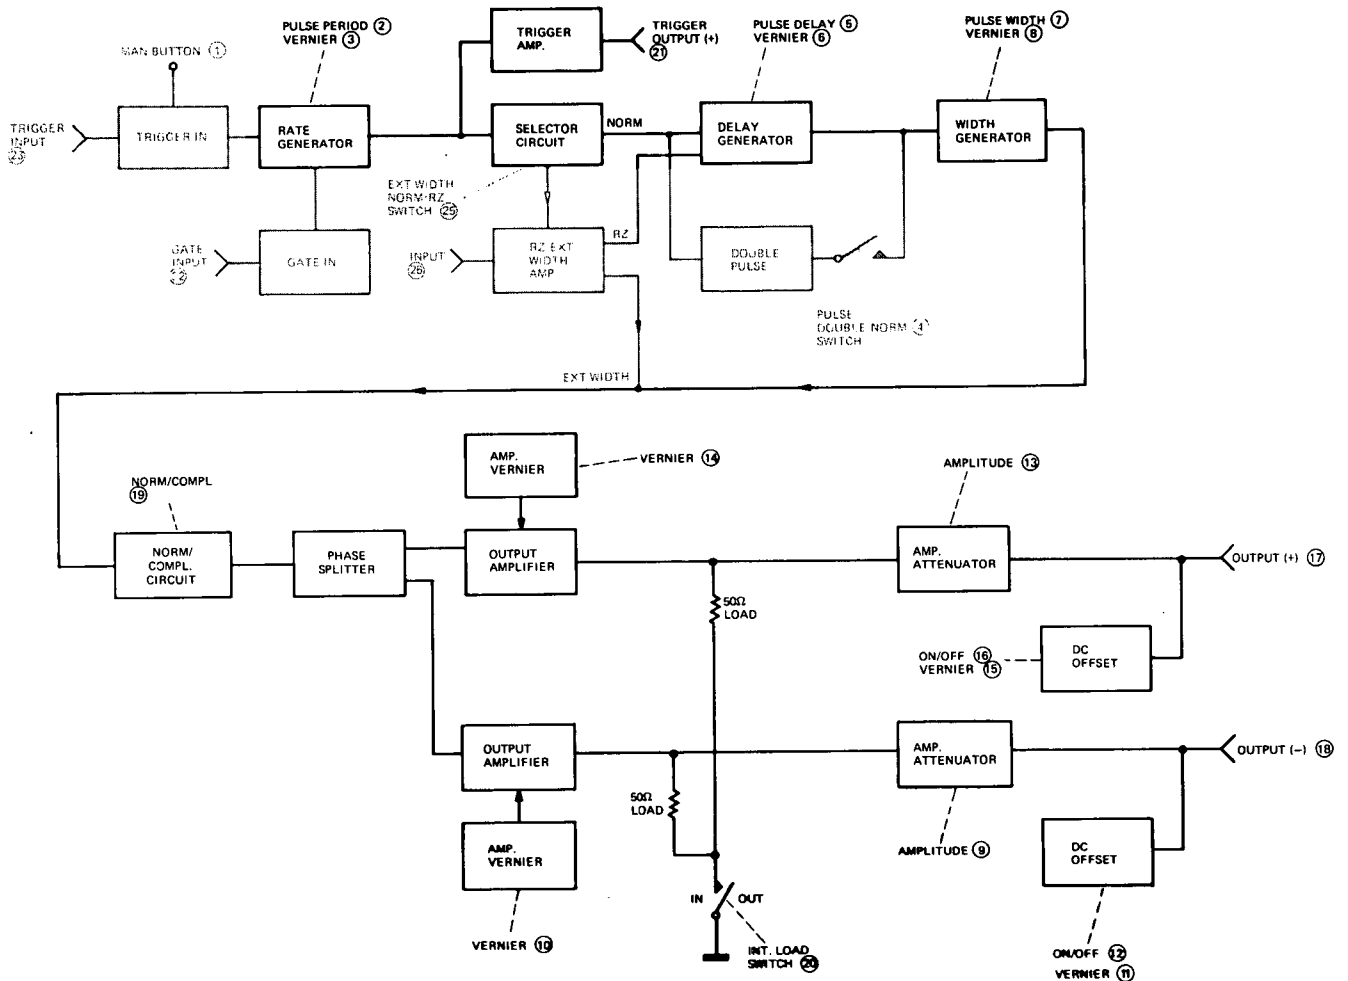 MAN BUTTON 1
PULSE PERIOD 2
VERNIER 3
TRIGGER
AMP.
TRIGGER
OUTPUT (+)
21
PULSE DELAY 5
VERNIER 6
PULSE WIDTH 7
VERNIER 8
TRIGGER
INPUT
23
TRIGGER IN
RATE
GENERATOR
SELECTOR
CIRCUIT
NORM
DELAY
GENERATOR
WIDTH
GENERATOR
EXT WIDTH
NORM-RZ
SWITCH 25
GATE
INPUT
GATE IN
INPUT
26
RZ EXT
WIDTH
AMP
RZ
DOUBLE
PULSE
PULSE
DOUBLE NORM 4
SWITCH
EXT WIDTH
NORM/COMPL
19
AMP.
VERNIER
VERNIER 14
AMPLITUDE 13
NORM/
COMPL.
CIRCUIT
PHASE
SPLITTER
OUTPUT
AMPLIFIER
AMP.
ATTENUATOR
OUTPUT (+) 17
50Ω
LOAD
ON/OFF 16
VERNIER 15
DC
OFFSET
OUTPUT
AMPLIFIER
AMP.
ATTENUATOR
OUTPUT (−) 18
50Ω
LOAD
AMP.
VERNIER
AMPLITUDE 9
DC
OFFSET
IN OUT
VERNIER 10
INT. LOAD
SWITCH 20
ON/OFF 12
VERNIER 11